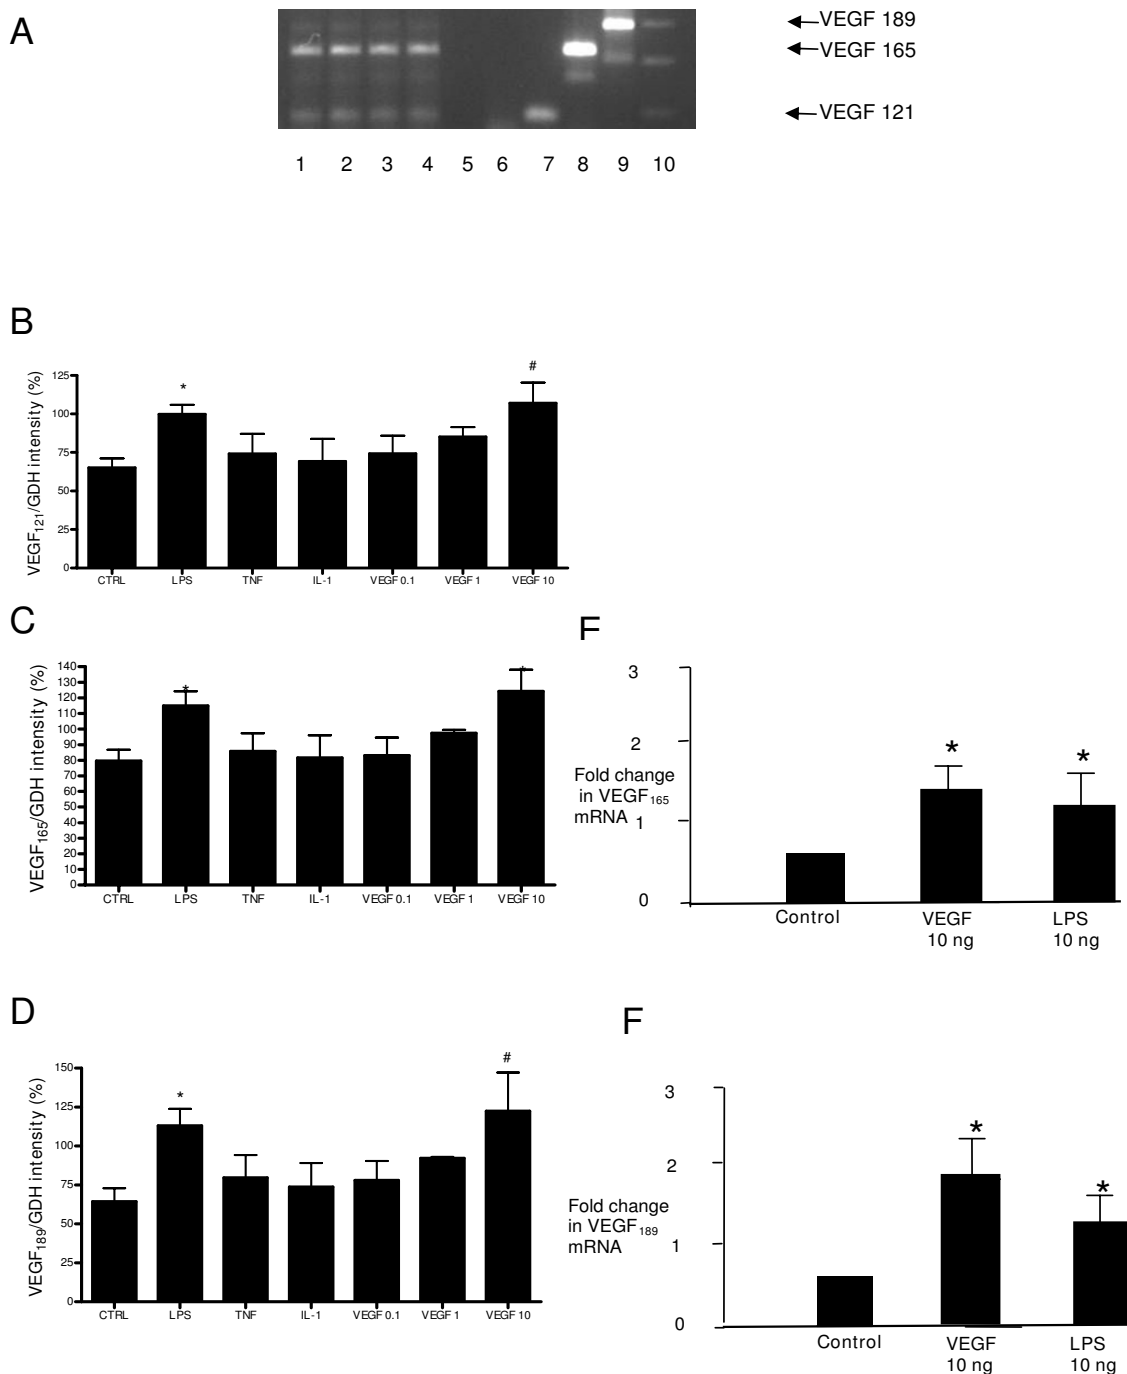 A
VEGF 189
VEGF 165
VEGF 121
1 2 3 4 5 6 7 8 9 10
B
VEGF121/GDH intensity (%)
125
100
75
50
25
0
*
#
CTRL LPS TNF IL-1 VEGF 0.1 VEGF 1 VEGF 10
C
VEGF165/GDH intensity (%)
140
130
120
110
100
90
80
70
60
50
40
30
20
10
0
*
*
CTRL LPS TNF IL-1 VEGF 0.1 VEGF 1 VEGF 10
E
3
2
1
0
Fold change
in VEGF165
mRNA
*
*
Control VEGF LPS
10 ng 10 ng
D
VEGF189/GDH intensity (%)
150
125
100
75
50
25
0
*
#
CTRL LPS TNF IL-1 VEGF 0.1 VEGF 1 VEGF 10
F
3
2
1
0
Fold change
in VEGF189
mRNA
*
*
Control VEGF LPS
10 ng 10 ng